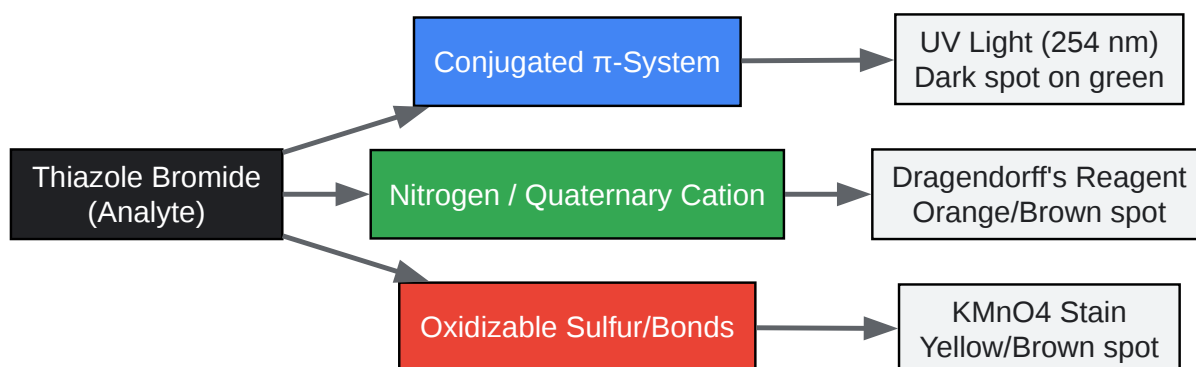 Conjugated π-System
UV Light (254 nm)
Dark spot on green
Thiazole Bromide
(Analyte)
Nitrogen / Quaternary Cation
Dragendorff's Reagent
Orange/Brown spot
Oxidizable Sulfur/Bonds
KMnO4 Stain
Yellow/Brown spot